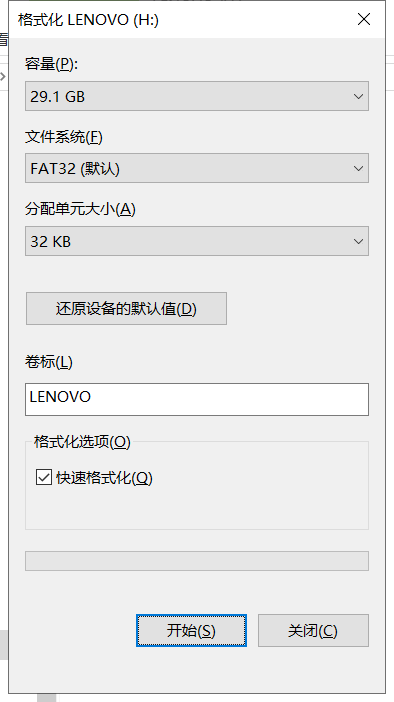 格式化 LENOVO (H:)
容量(P):
29.1 GB
文件系统(F)
FAT32 (默认)
分配单元大小(A)
32 KB
还原设备的默认值(D)
卷标(L)
LENOVO
格式化选项(O)
快速格式化(Q)
开始(S)
关闭(C)